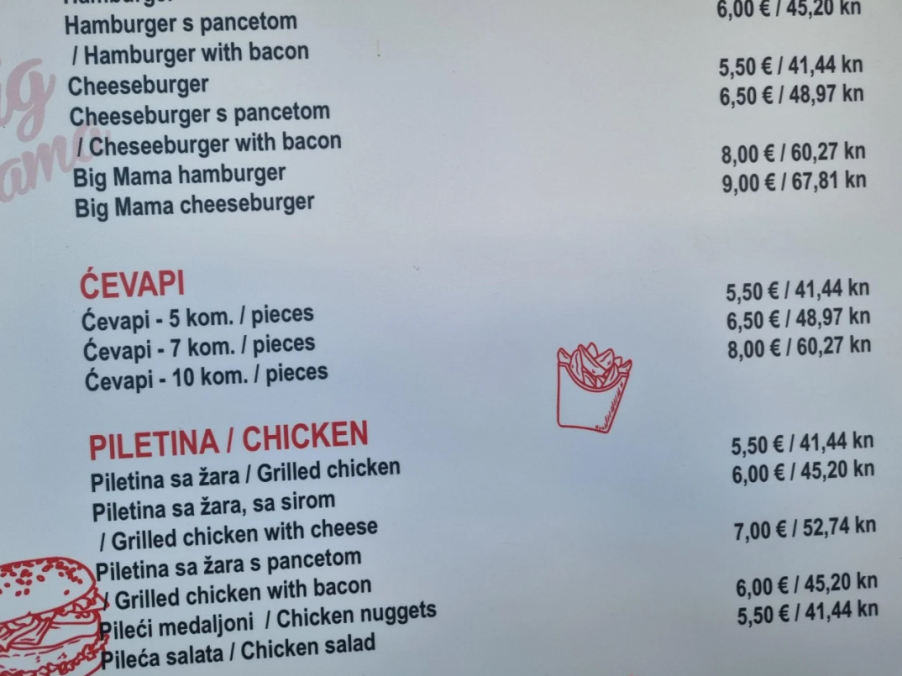 Hamburger
6,00 € / 45,20 kn
Hamburger s pancetom
/ Hamburger with bacon
5,50 € / 41,44 kn
Cheeseburger
6,50 € / 48,97 kn
Cheeseburger s pancetom
/ Cheseeburger with bacon
8,00 € / 60,27 kn
Big Mama hamburger
9,00 € / 67,81 kn
Big Mama cheeseburger
ĆEVAPI
5,50 € / 41,44 kn
Ćevapi - 5 kom. / pieces
6,50 € / 48,97 kn
Ćevapi - 7 kom. / pieces
8,00 € / 60,27 kn
Ćevapi - 10 kom. / pieces
PILETINA / CHICKEN
5,50 € / 41,44 kn
Piletina sa žara / Grilled chicken
6,00 € / 45,20 kn
Piletina sa žara, sa sirom
/ Grilled chicken with cheese
7,00 € / 52,74 kn
Piletina sa žara s pancetom
/ Grilled chicken with bacon
6,00 € / 45,20 kn
Pileći medaljoni / Chicken nuggets
5,50 € / 41,44 kn
Pileća salata / Chicken salad